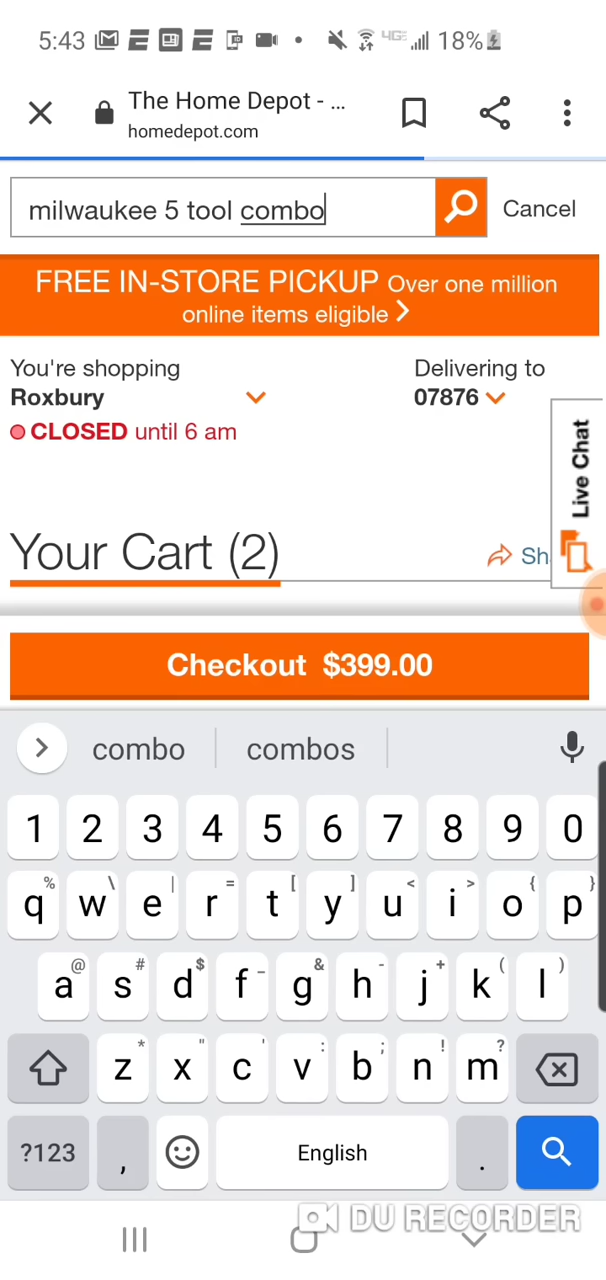 5:43 4GE 18%
The Home Depot - ...
homedepot.com
milwaukee 5 tool combo
Cancel
FREE IN-STORE PICKUP Over one million
online items eligible >
You're shopping
Roxbury
CLOSED until 6 am
Delivering to
07876
Live Chat
Your Cart (2)
Sh
Checkout $399.00
combo combos
1 2 3 4 5 6 7 8 9 0
% \ | = [ ] < > { }
q w e r t y u i o p
@ # $ _ & - + ( )
a s d f g h j k l
* " ' : ; ! ?
z x c v b n m
?123 , English .
DU RECORDER